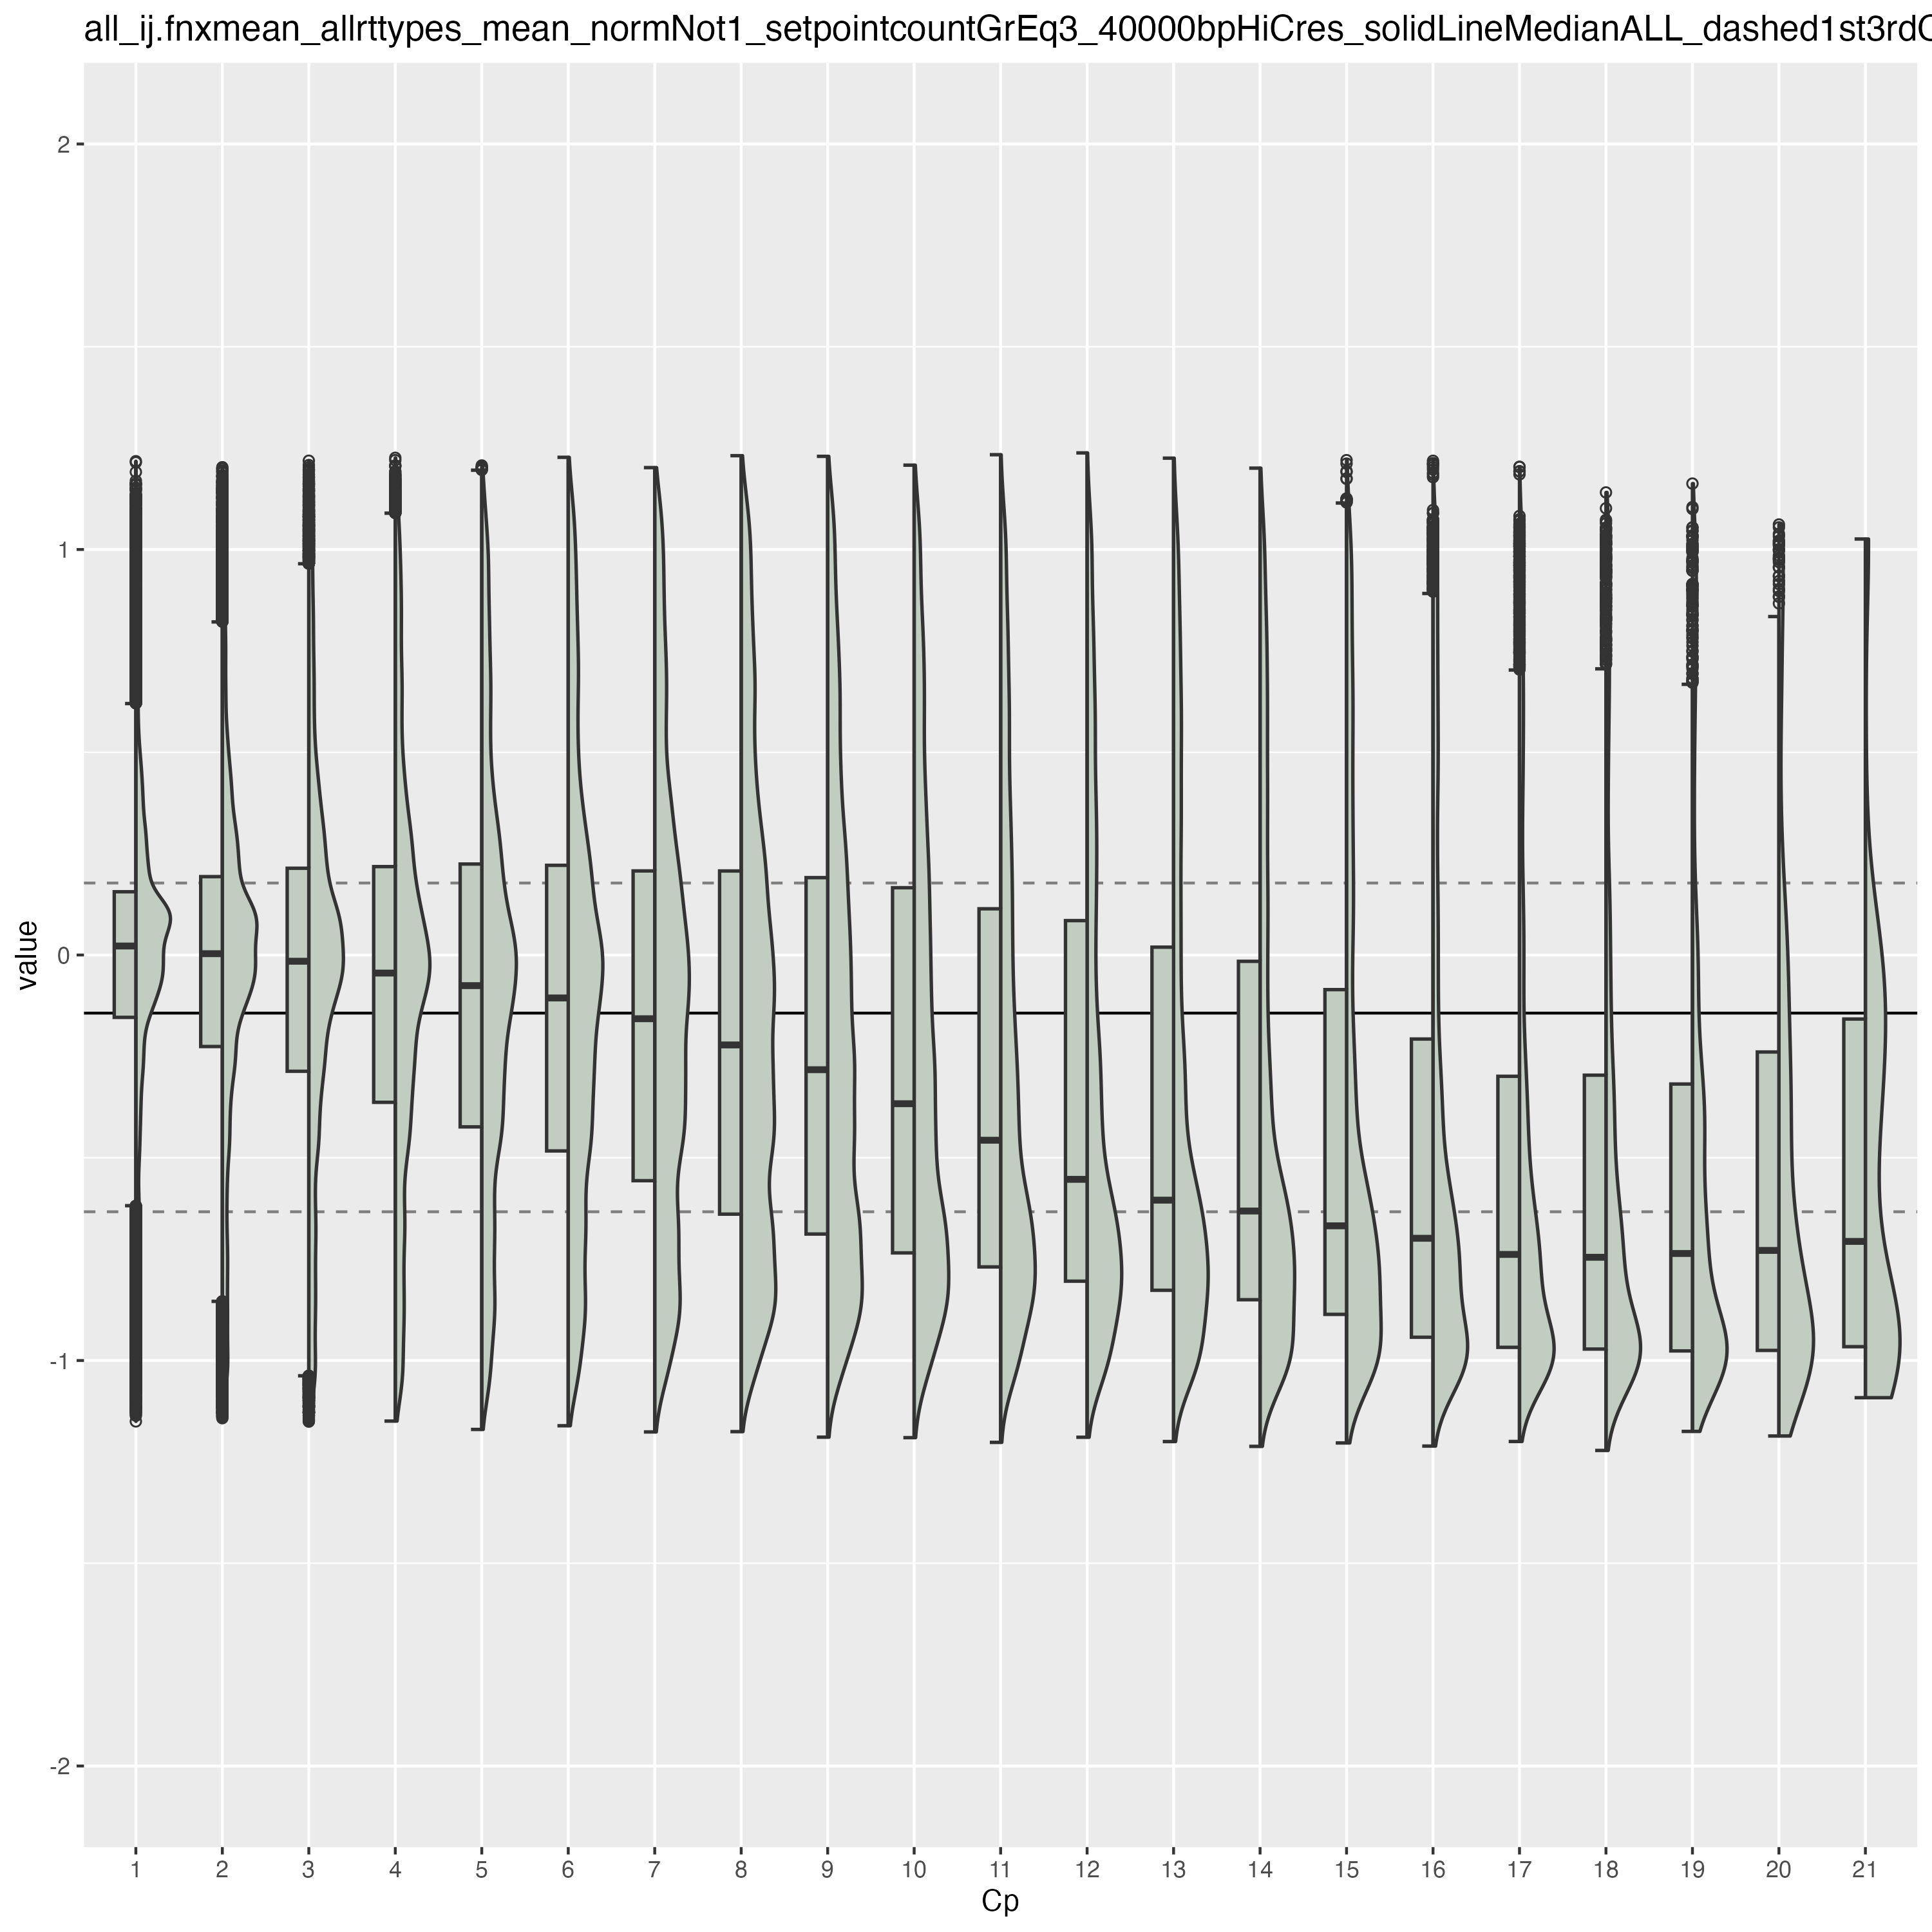 all_ij.fnxmean_allrttypes_mean_normNot1_setpointcountGrEq3_40000bpHiCres_solidLineMedianALL_dashed1st3rd
2
1
0
-1
-2
value
1 2 3 4 5 6 7 8 9 10 11 12 13 14 15 16 17 18 19 20 21
Cp